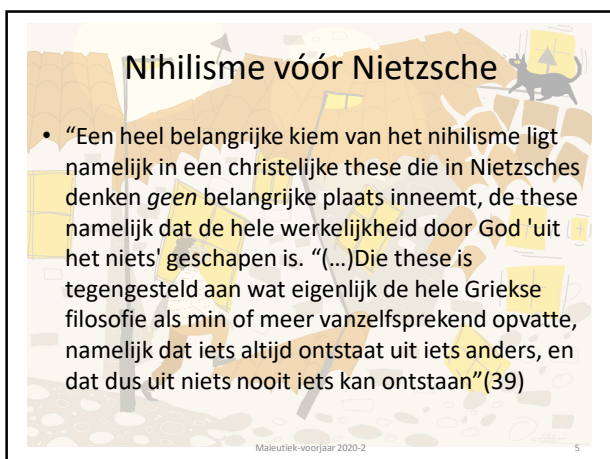 Nihilisme vóór Nietzsche
• “Een heel belangrijke kiem van het nihilisme ligt
namelijk in een christelijke these die in Nietzsches
denken geen belangrijke plaats inneemt, de these
namelijk dat de hele werkelijkheid door God 'uit
het niets' geschapen is. “(…)Die these is
tegengesteld aan wat eigenlijk de hele Griekse
filosofie als min of meer vanzelfsprekend opvatte,
namelijk dat iets altijd ontstaat uit iets anders, en
dat dus uit niets nooit iets kan ontstaan”(39)
Maieutiek-voorjaar 2020-2
5